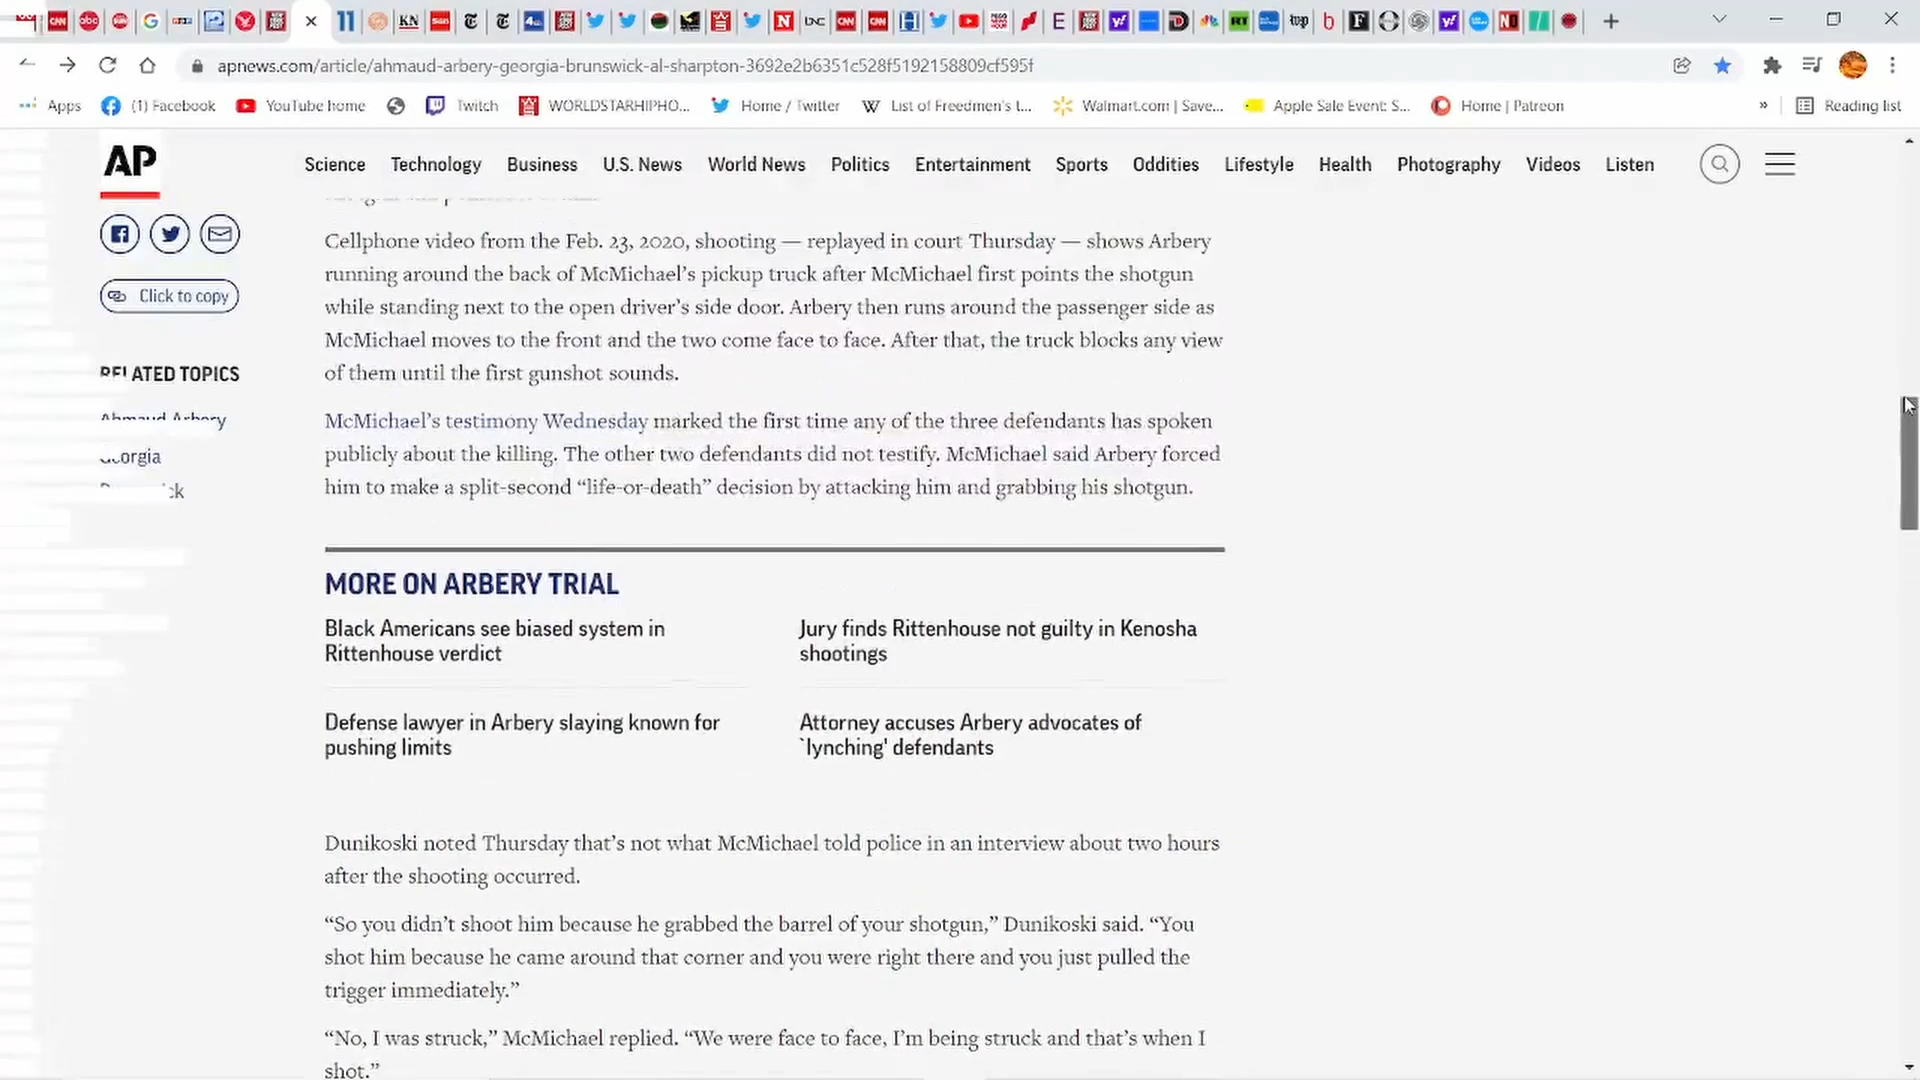 apnews.com/article/ahmaud-arbery-georgia-brunswick-al-sharpton-3692e2b6351c528f5192158809cf595f
Apps
(1) Facebook
YouTube home
Twitch
WORLDSTARHIPHO...
Home / Twitter
List of Freedmen's t...
Walmart.com | Save...
Apple Sale Event: S...
Home | Patreon
»
Reading list
AP
Science Technology Business U.S. News World News Politics Entertainment Sports Oddities Lifestyle Health Photography Videos Listen
Click to copy
RELATED TOPICS
Ahmaud Arbery
Georgia
Cellphone video from the Feb. 23, 2020, shooting — replayed in court Thursday — shows Arbery
running around the back of McMichael’s pickup truck after McMichael first points the shotgun
while standing next to the open driver’s side door. Arbery then runs around the passenger side as
McMichael moves to the front and the two come face to face. After that, the truck blocks any view
of them until the first gunshot sounds.
McMichael’s testimony Wednesday marked the first time any of the three defendants has spoken
publicly about the killing. The other two defendants did not testify. McMichael said Arbery forced
him to make a split-second “life-or-death” decision by attacking him and grabbing his shotgun.
MORE ON ARBERY TRIAL
Black Americans see biased system in
Rittenhouse verdict
Jury finds Rittenhouse not guilty in Kenosha
shootings
Defense lawyer in Arbery slaying known for
pushing limits
Attorney accuses Arbery advocates of
`lynching' defendants
Dunikoski noted Thursday that’s not what McMichael told police in an interview about two hours
after the shooting occurred.
“So you didn’t shoot him because he grabbed the barrel of your shotgun,” Dunikoski said. “You
shot him because he came around that corner and you were right there and you just pulled the
trigger immediately.”
“No, I was struck,” McMichael replied. “We were face to face, I’m being struck and that’s when I
shot.”